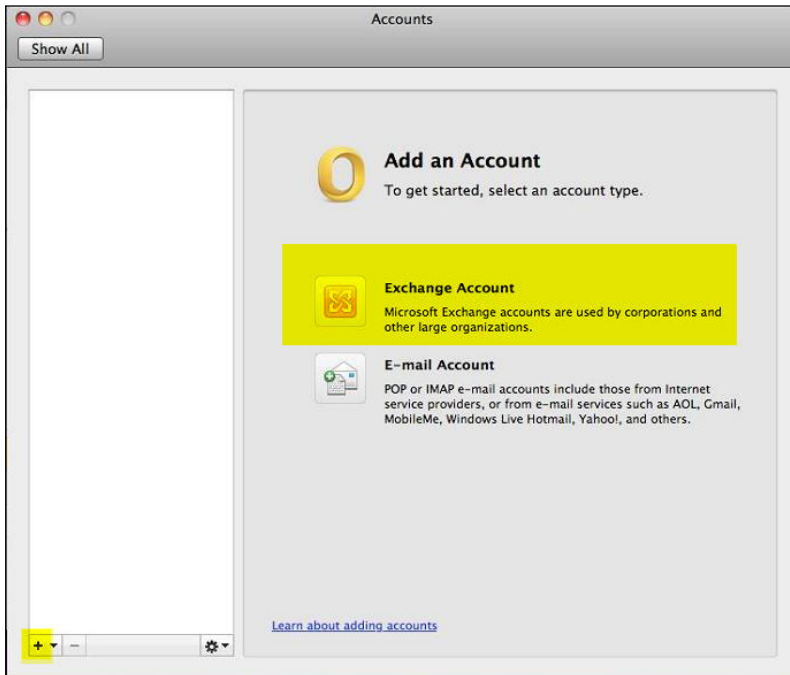 Accounts
Show All
Add an Account
To get started, select an account type.
Exchange Account
Microsoft Exchange accounts are used by corporations and
other large organizations.
E-mail Account
POP or IMAP e-mail accounts include those from Internet
service providers, or from e-mail services such as AOL, Gmail,
MobileMe, Windows Live Hotmail, Yahoo!, and others.
Learn about adding accounts